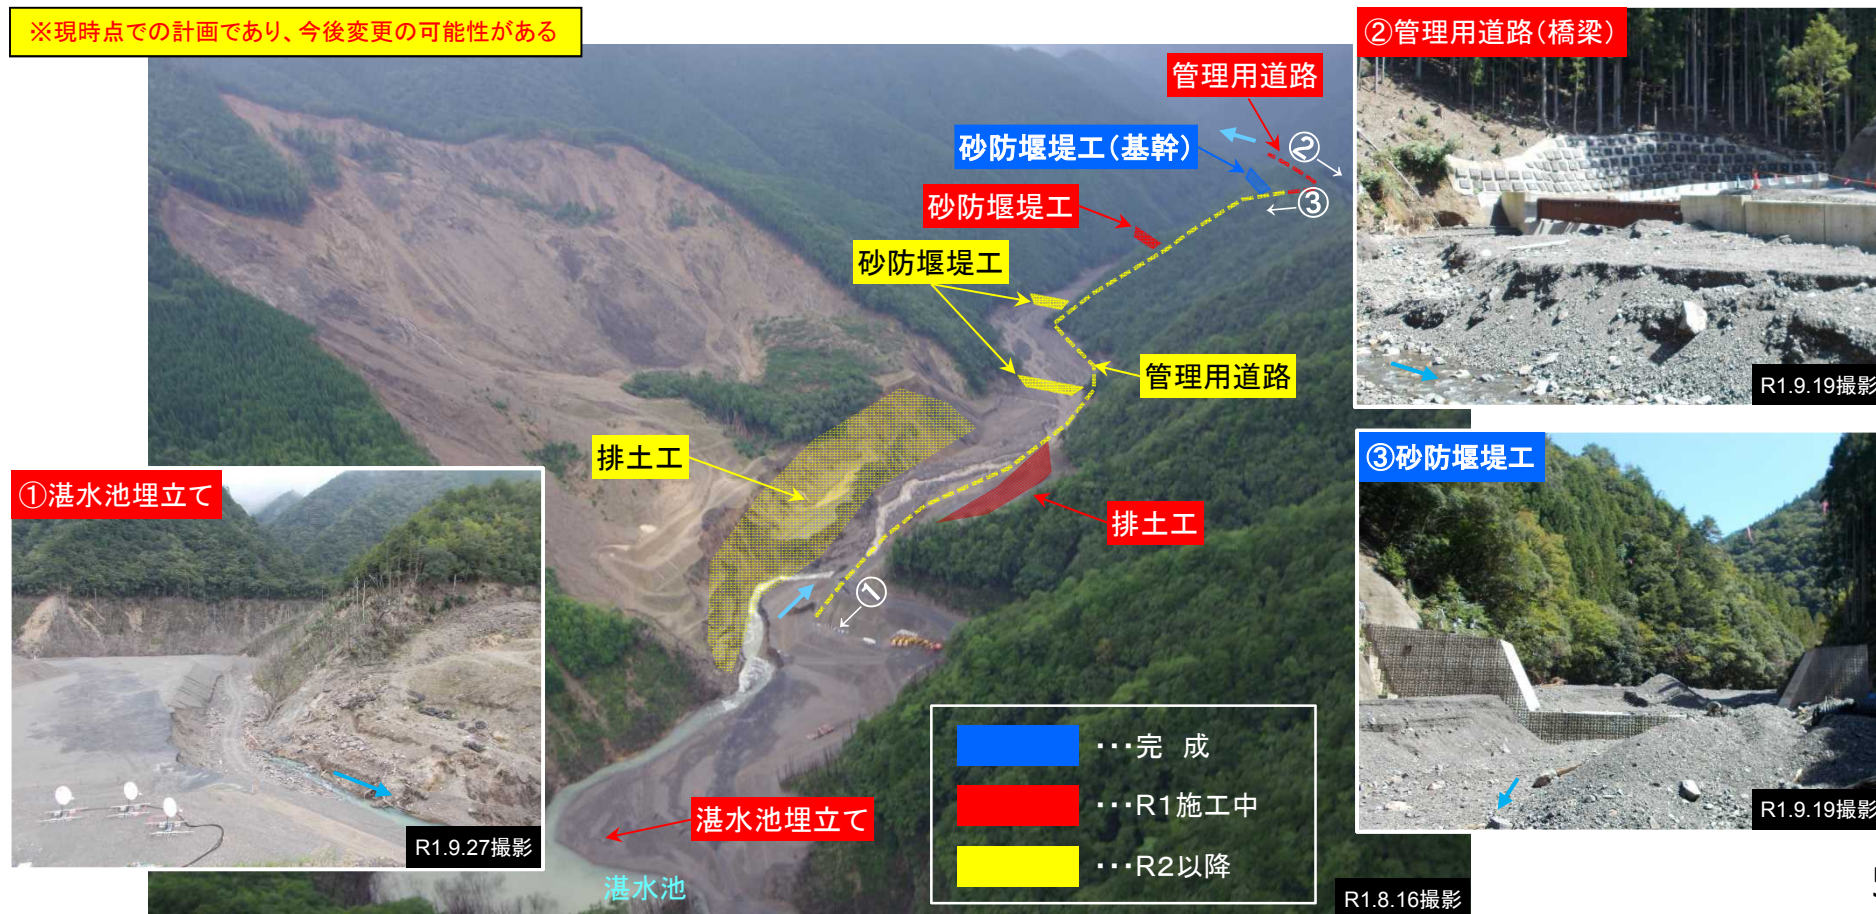 ※現時点での計画であり、今後変更の可能性がある
②管理用道路(橋梁)
管理用道路
砂防堰堤工(基幹)
②
③
砂防堰堤工
砂防堰堤工
管理用道路
R1.9.19撮影
排土工
③砂防堰堤工
①湛水池埋立て
排土工
①
・・・完 成
・・・R1施工中
・・・R2以降
R1.9.19撮影
湛水池埋立て
R1.9.27撮影
湛水池
R1.8.16撮影